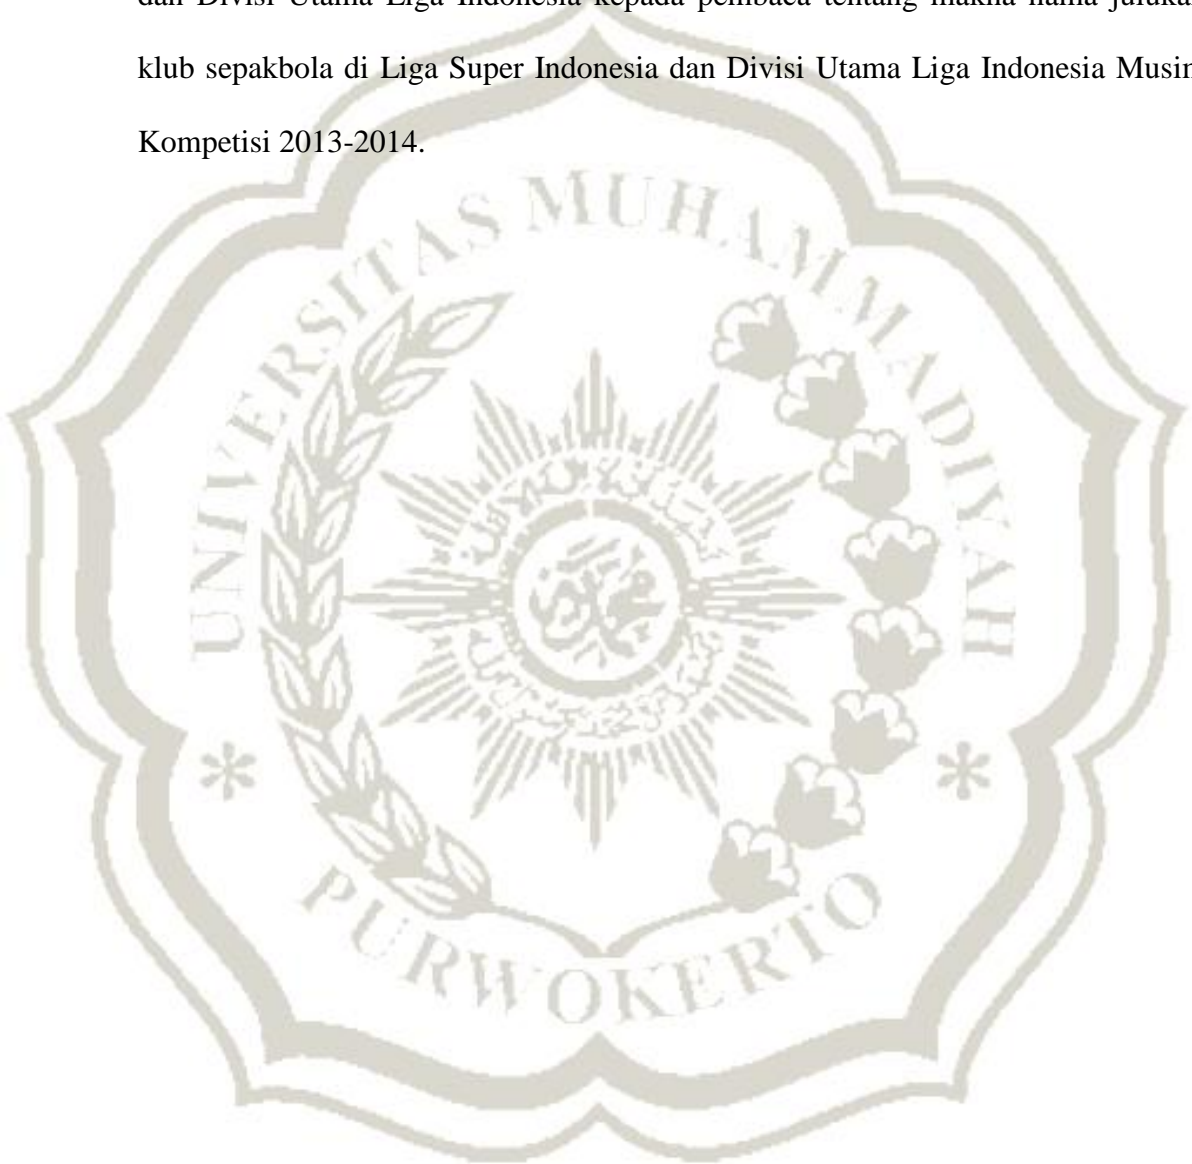 dan Divisi Utama Liga Indonesia kepada pembaca tentang makna nama
klub sepakbola di Liga Super Indonesia dan Divisi Utama Liga Indonesia
Kompetisi 2013-2014.
UNIVERSITAS MUHAMMADIYAH
PURWOKERTO